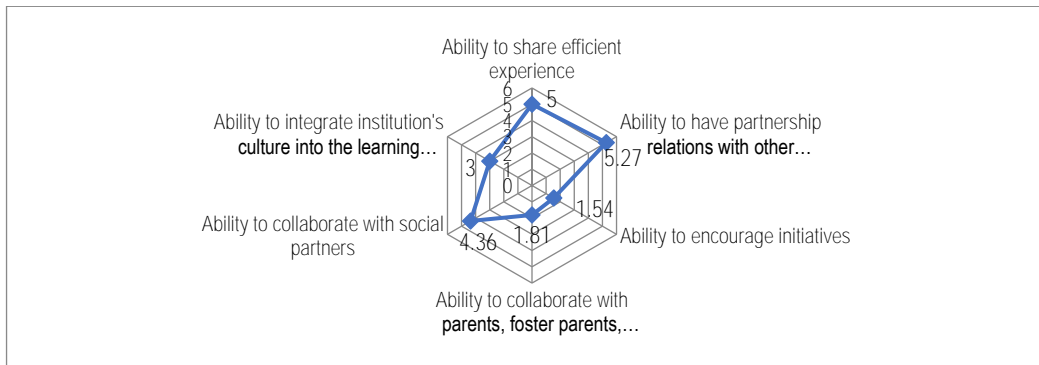 Ability to share efficient
experience
6
5
4
3
2
1
0
5
Ability to have partnership
relations with other…
5.27
1.54
Ability to encourage initiatives
1.81
Ability to collaborate with
parents, foster parents,…
Ability to collaborate with social
partners
4.36
Ability to integrate institution's
culture into the learning…
3